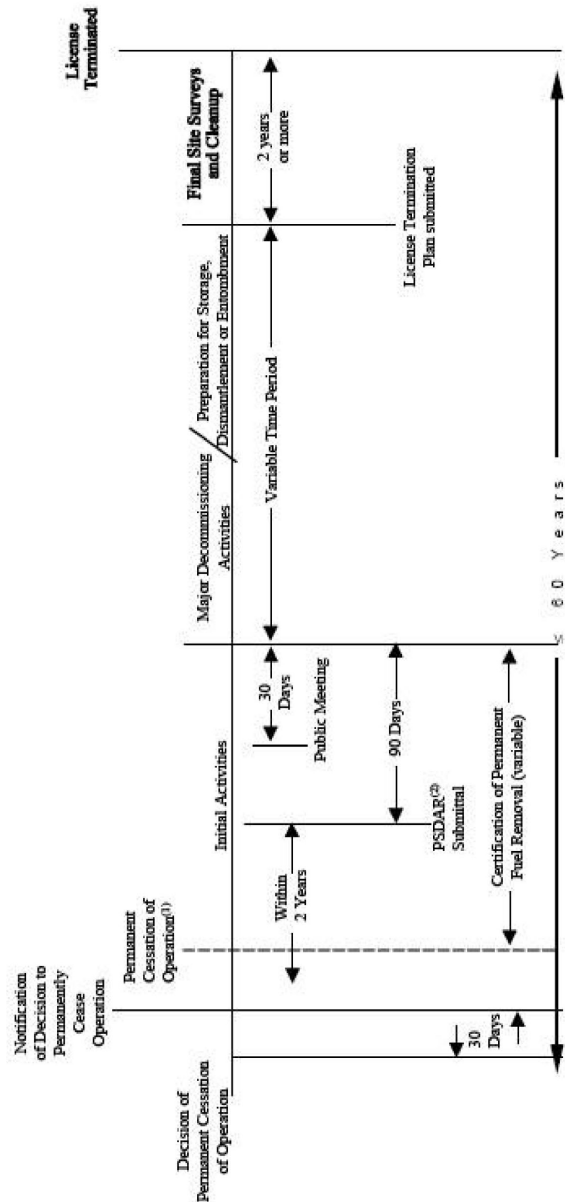 Notification
of Decision to
Permanently
Cease
Operation
Decision of
Permanent Cessation
of Operation
Permanent
Cessation of
Operation(1)
Initial Activities
Major Decommissioning
Activities
Preparation for Storage,
Dismantlement or Entombment
Final Site Surveys
and Cleanup
License
Terminated
30
Days
Within
2 Years
PSDAR(2)
Submittal
Public Meeting
30
Days
90 Days
Certification of Permanent
Fuel Removal (variable)
Variable Time Period
2 years
or more
License Termination
Plan submitted
≤ 60 Years